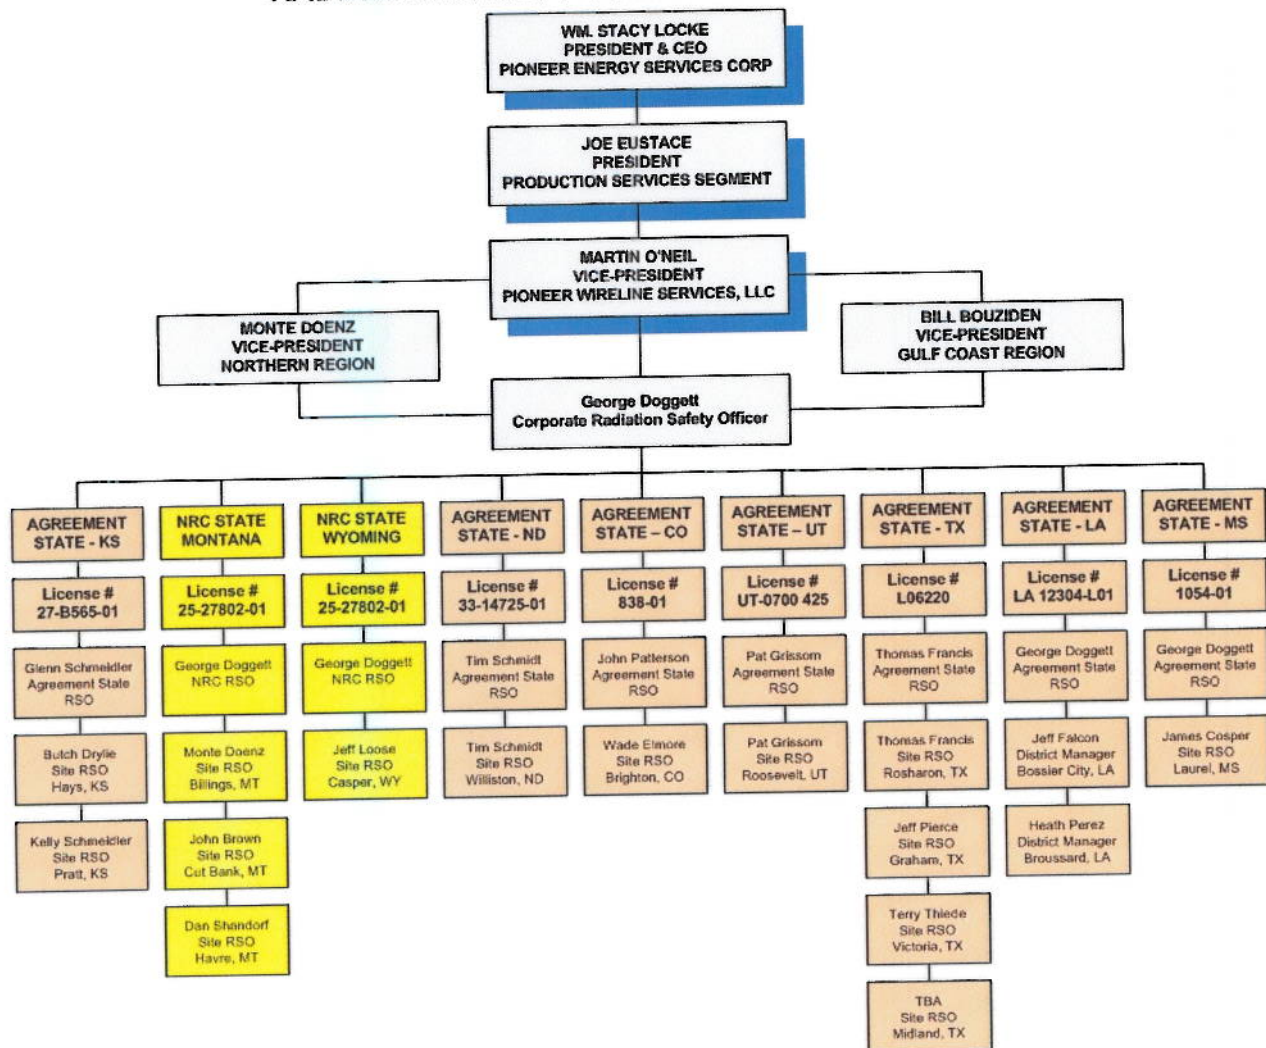 WM. STACY LOCKE
PRESIDENT & CEO
PIONEER ENERGY SERVICES CORP
JOE EUSTACE
PRESIDENT
PRODUCTION SERVICES SEGMENT
MARTIN O'NEIL
VICE-PRESIDENT
PIONEER WIRELINE SERVICES, LLC
MONTE DOENZ
VICE-PRESIDENT
NORTHERN REGION
BILL BOUZIDEN
VICE-PRESIDENT
GULF COAST REGION
George Doggett
Corporate Radiation Safety Officer
AGREEMENT
STATE - KS
License #
27-B565-01
Glenn Schmeidler
Agreement State
RSO
Butch Drylie
Site RSO
Hays, KS
Kelly Schmeidler
Site RSO
Pratt, KS
NRC STATE
MONTANA
License #
25-27802-01
George Doggett
NRC RSO
Monte Doenz
Site RSO
Billings, MT
John Brown
Site RSO
Cut Bank, MT
Dan Shandorf
Site RSO
Havre, MT
NRC STATE
WYOMING
License #
25-27802-01
George Doggett
NRC RSO
Jeff Loose
Site RSO
Casper, WY
AGREEMENT
STATE - ND
License #
33-14725-01
Tim Schmidt
Agreement State
RSO
Tim Schmidt
Site RSO
Williston, ND
AGREEMENT
STATE – CO
License #
838-01
John Patterson
Agreement State
RSO
Wade Elmore
Site RSO
Brighton, CO
AGREEMENT
STATE – UT
License #
UT-0700 425
Pat Grissom
Agreement State
RSO
Pat Grissom
Site RSO
Roosevelt, UT
AGREEMENT
STATE - TX
License #
L06220
Thomas Francis
Agreement State
RSO
Thomas Francis
Site RSO
Rosharon, TX
Jeff Pierce
Site RSO
Graham, TX
Terry Thiede
Site RSO
Victoria, TX
TBA
Site RSO
Midland, TX
AGREEMENT
STATE - LA
License #
LA 12304-L01
George Doggett
Agreement State
RSO
Jeff Falcon
District Manager
Bossier City, LA
Heath Perez
District Manager
Broussard, LA
AGREEMENT
STATE - MS
License #
1054-01
George Doggett
Agreement State
RSO
James Cosper
Site RSO
Laurel, MS